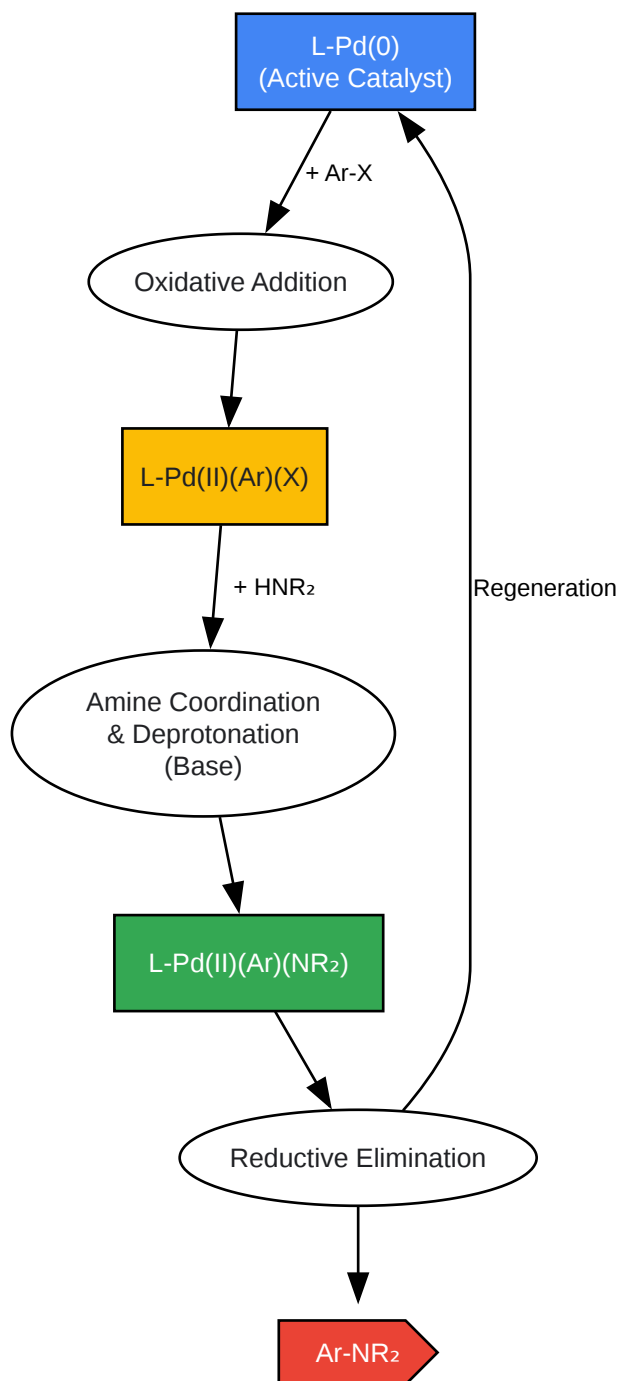 L-Pd(0)
(Active Catalyst)
+ Ar-X
Oxidative Addition
L-Pd(II)(Ar)(X)
+ HNR₂
Regeneration
Amine Coordination
& Deprotonation
(Base)
L-Pd(II)(Ar)(NR₂)
Reductive Elimination
Ar-NR₂